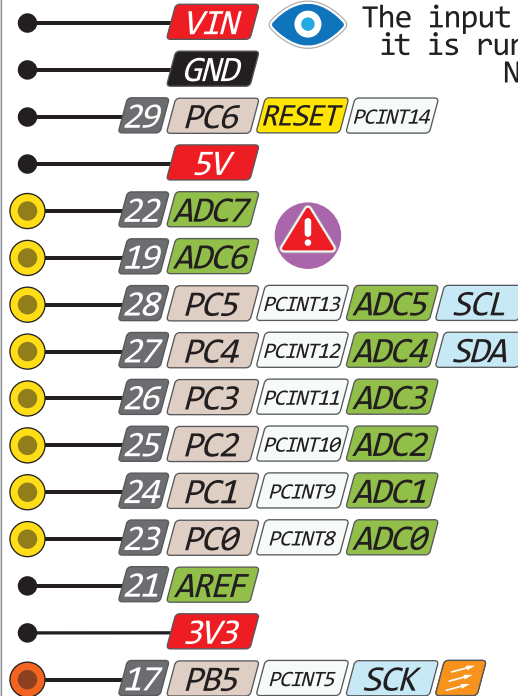 VIN The input
it is rur
GND N
29 PC6 RESET PCINT14
5V
22 ADC7
19 ADC6
28 PC5 PCINT13 ADC5 SCL
27 PC4 PCINT12 ADC4 SDA
26 PC3 PCINT11 ADC3
25 PC2 PCINT10 ADC2
24 PC1 PCINT9 ADC1
23 PC0 PCINT8 ADC0
21 AREF
3V3
17 PB5 PCINT5 SCK